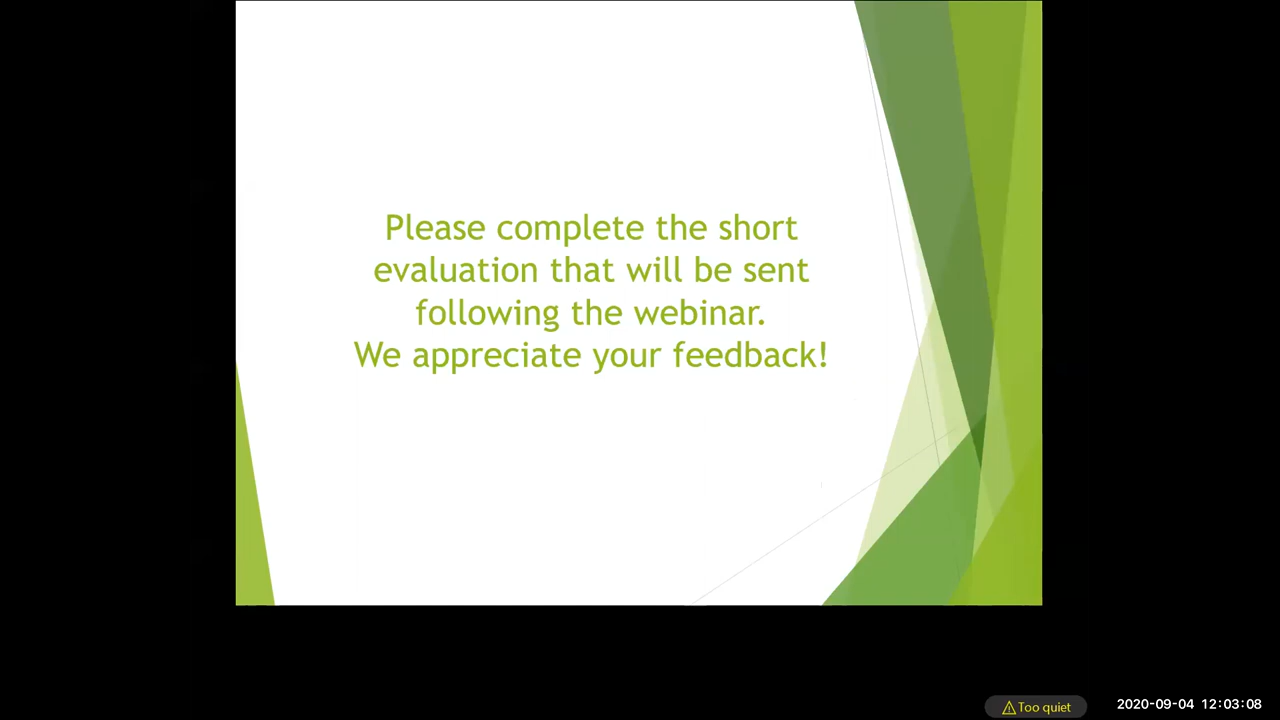 Please complete the short
evaluation that will be sent
following the webinar.
We appreciate your feedback!
Too quiet
2020-09-04 12:03:08